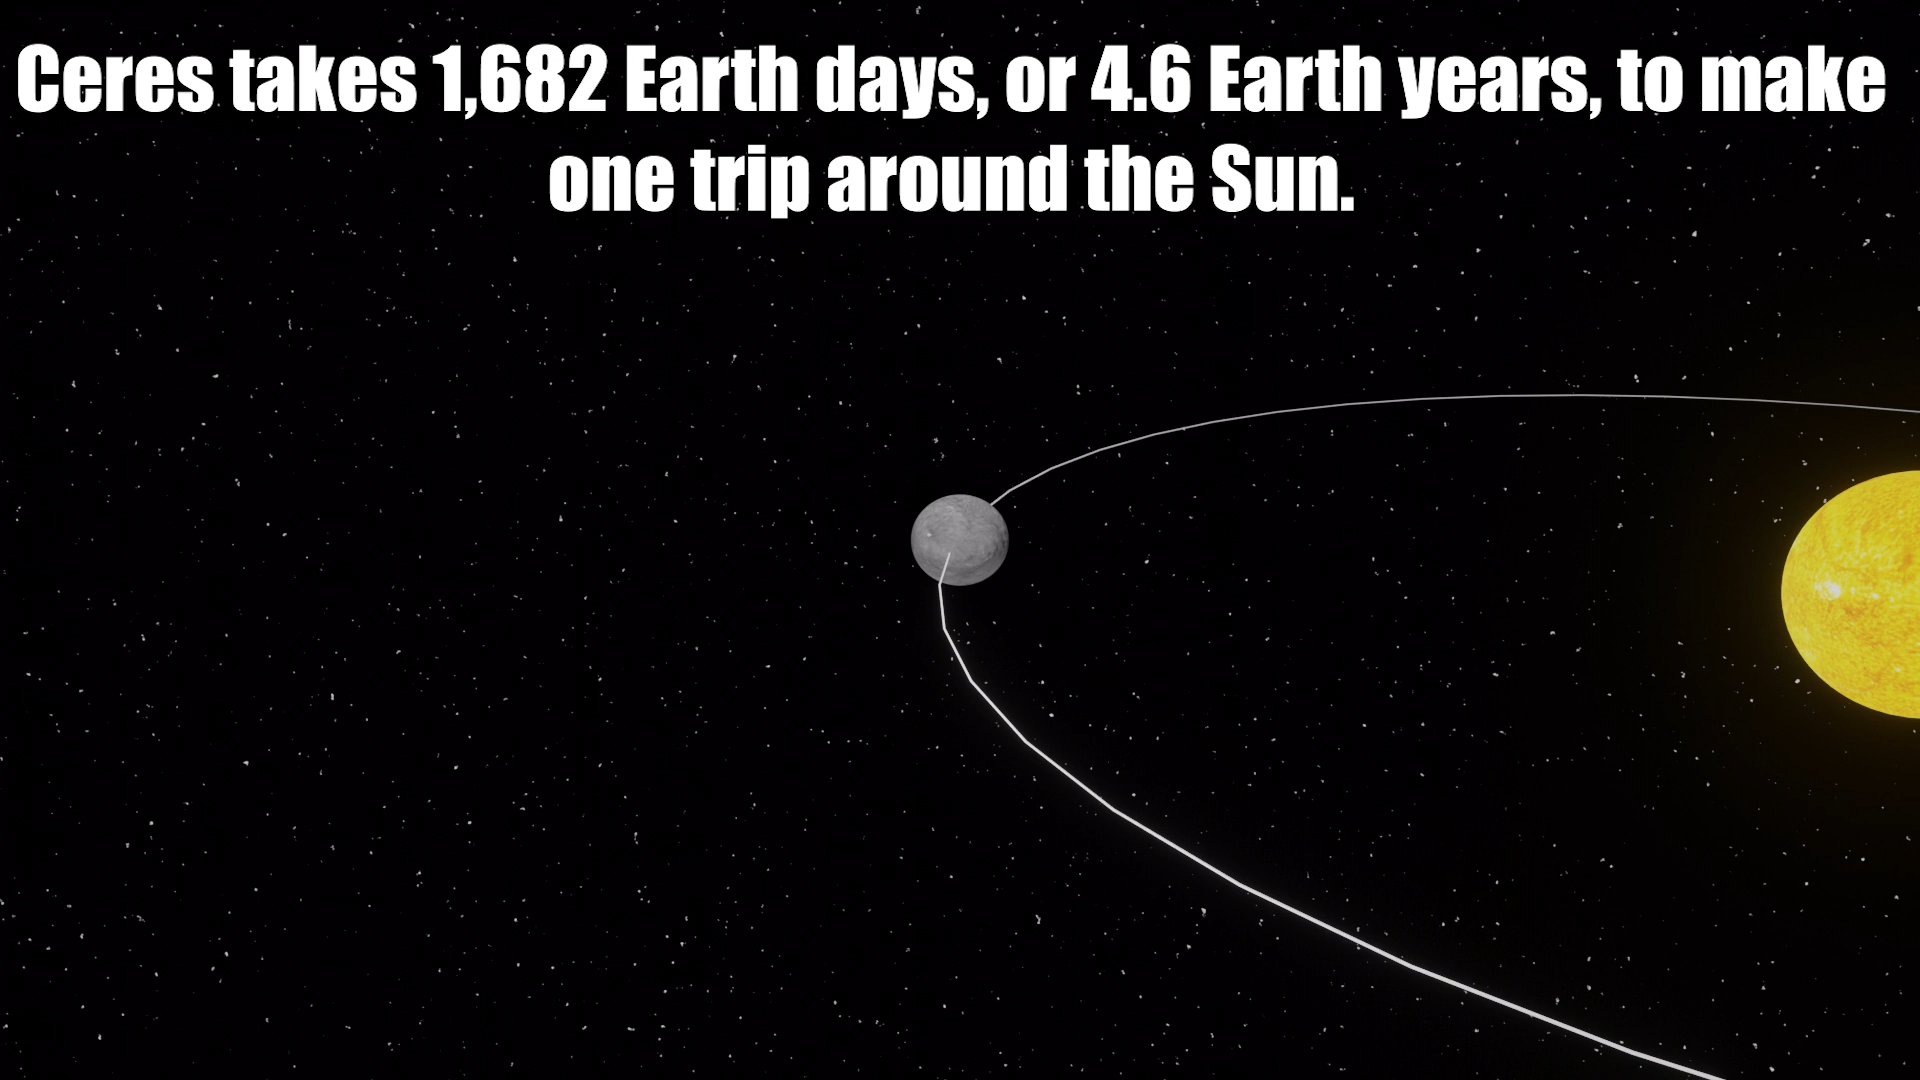 Ceres takes 1,682 Earth days, or 4.6 Earth years, to make
one trip around the Sun.